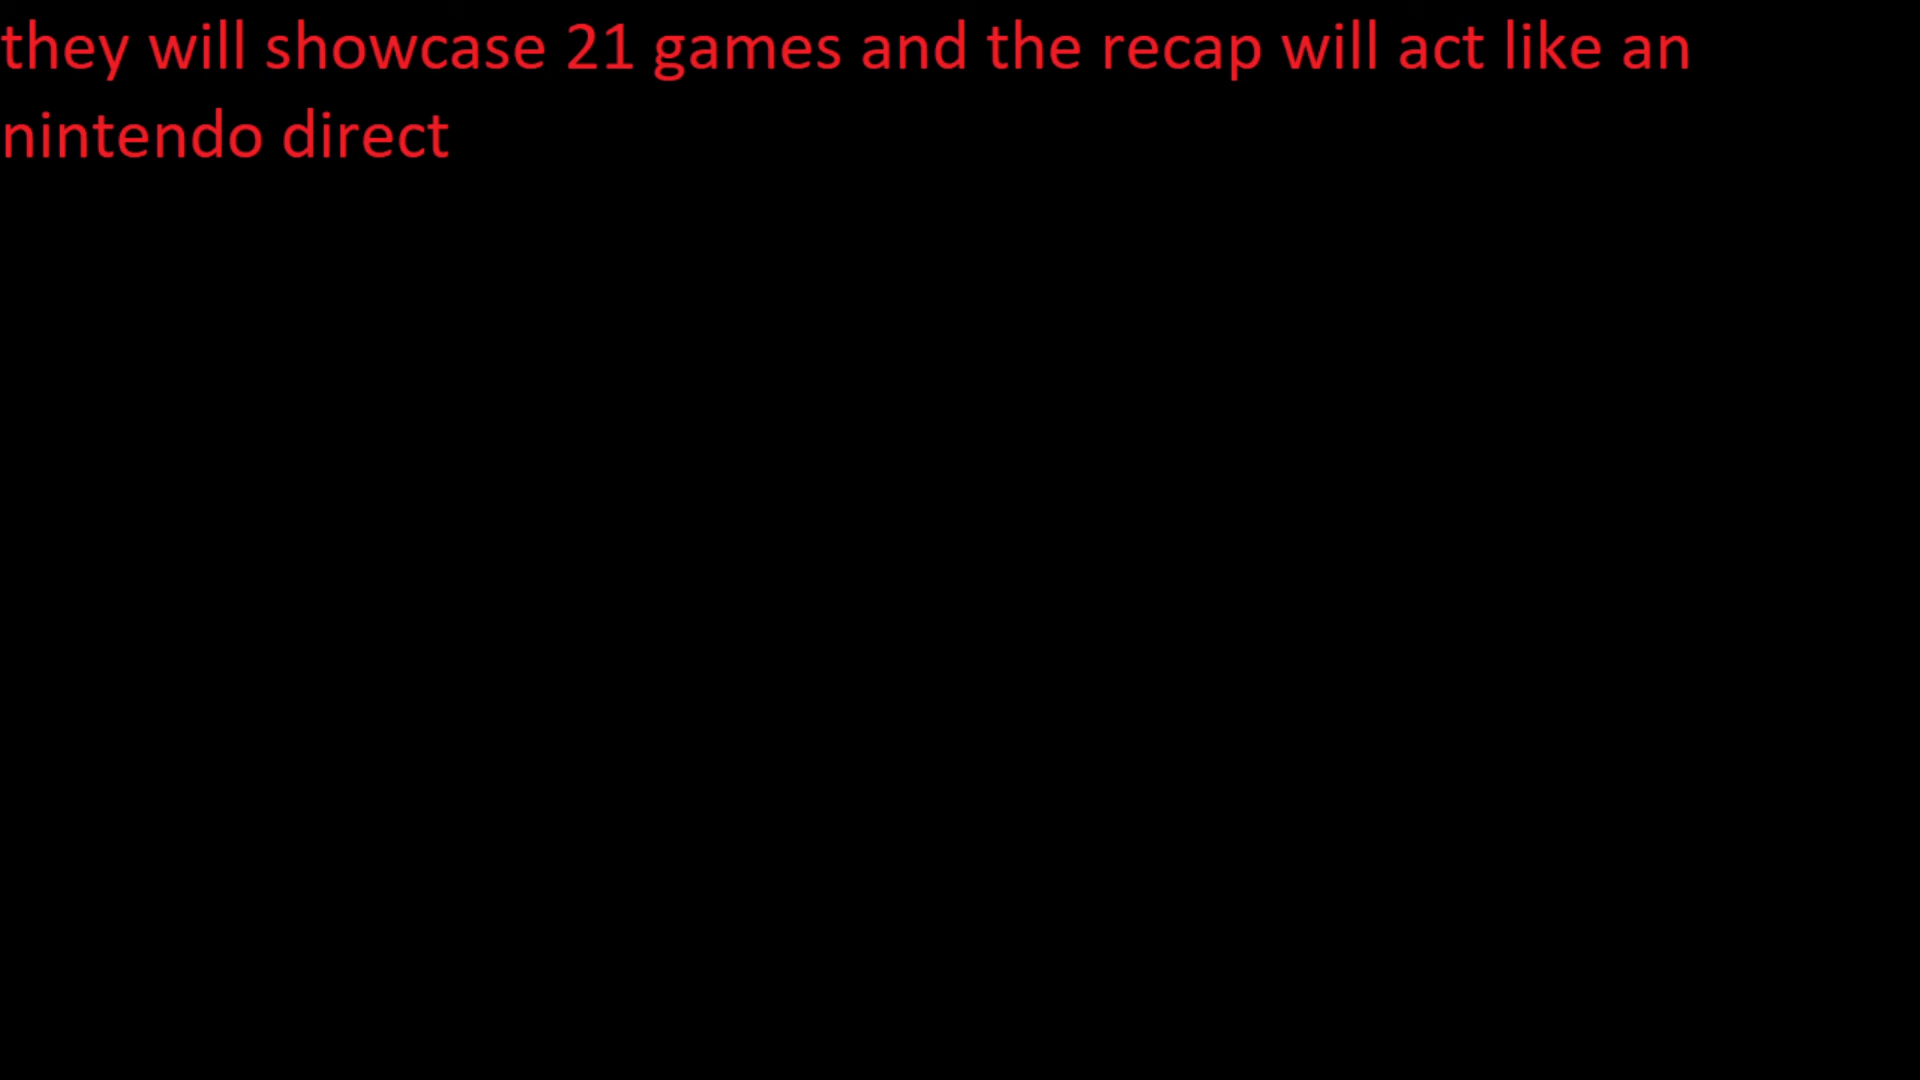 they will showcase 21 games and the recap will act like an
nintendo direct